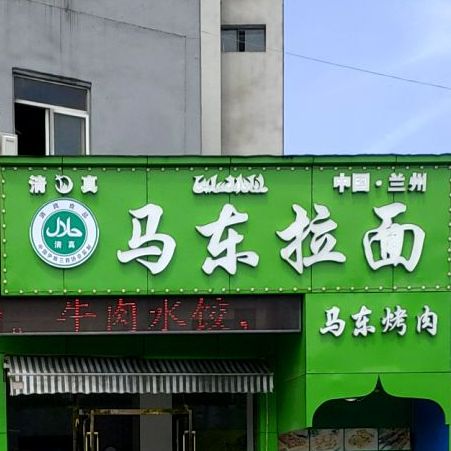 清真
中国·兰州
حلال
清真
马东拉面
牛肉水饺,
马东烤肉